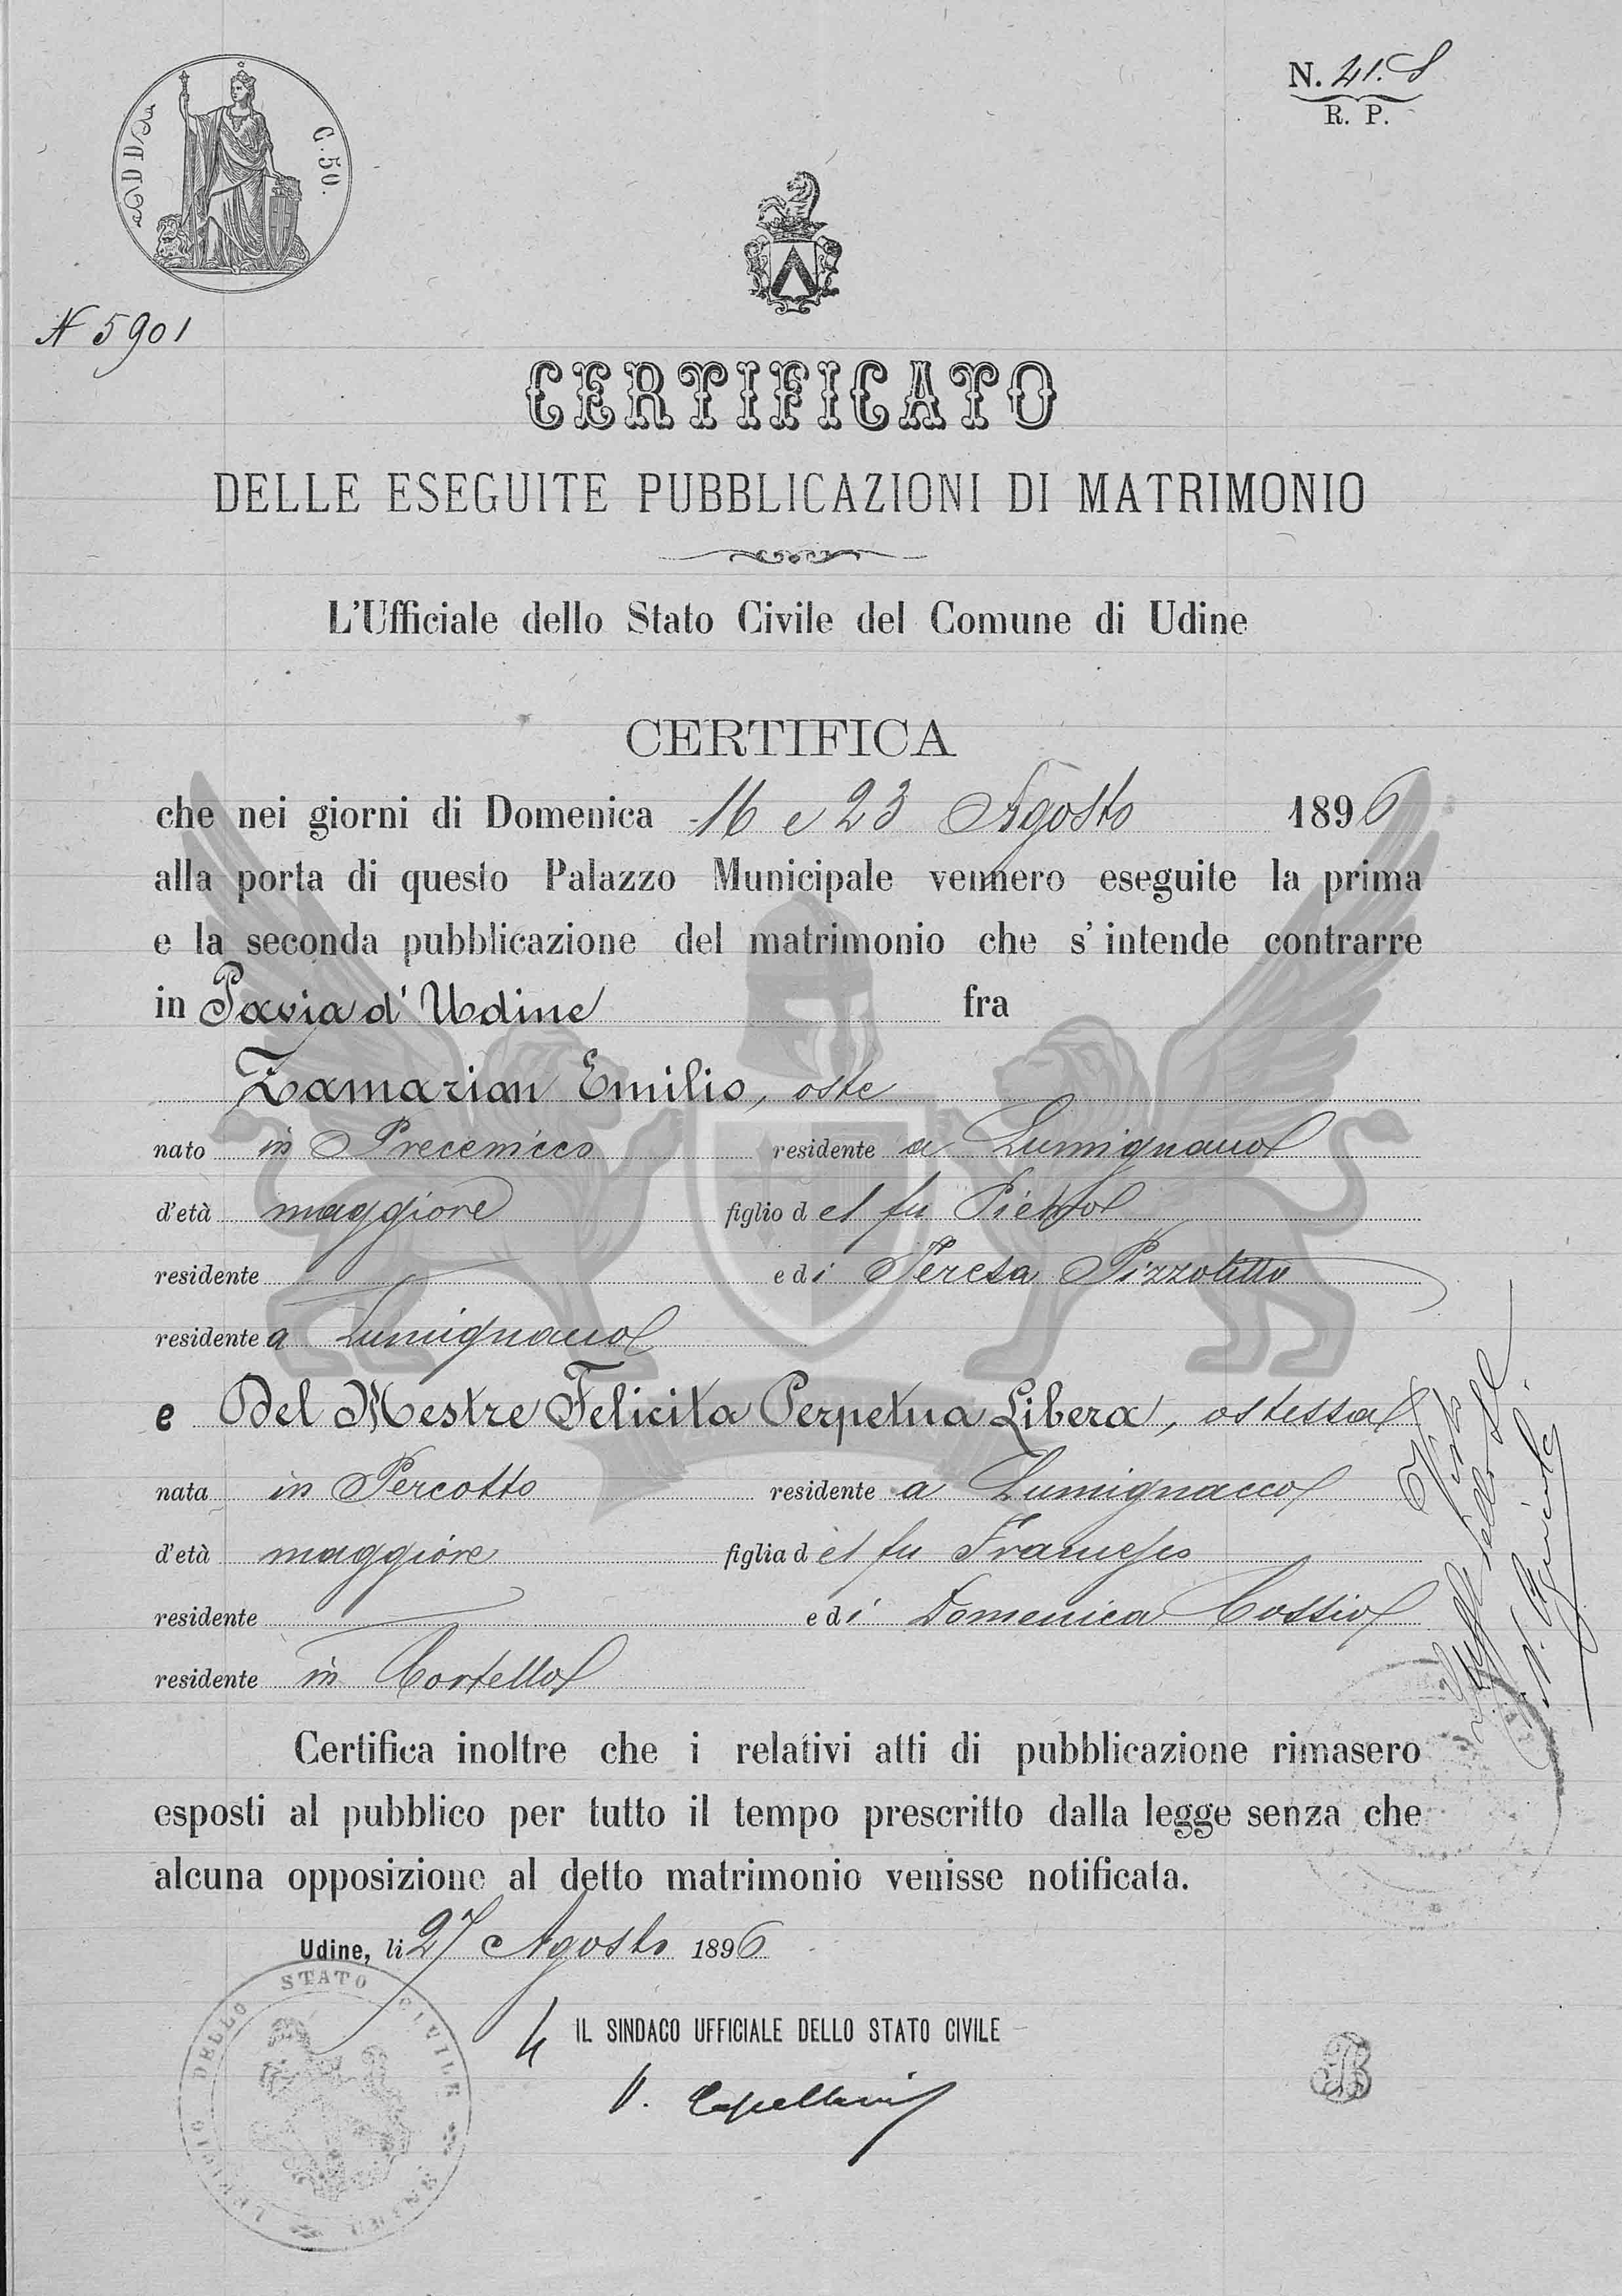 C. 50.
N. 41. S
R. P.
N 5901
CERTIFICATO
DELLE ESEGUITE PUBBLICAZIONI DI MATRIMONIO
L'Ufficiale dello Stato Civile del Comune di Udine
CERTIFICA
che nei giorni di Domenica 16 e 23 Agosto 1896
alla porta di questo Palazzo Municipale vennero eseguite la prima
e la seconda pubblicazione del matrimonio che s'intende contrarre
in Pavia d'Udine fra
Zamarian Emilio, oste
nato in Precenicco residente a Lumignacco
d'età maggiore figlio del fu Pietro
residente e di Teresa Pizzolitto
residente a Lumignacco
e Del Mestre Felicita Perpetua Libera, ostessa
nata in Percotto residente a Lumignacco
d'età maggiore figlia del fu Francesco
residente e di Domenica Cossio
residente in Cortello
Certifica inoltre che i relativi atti di pubblicazione rimasero
esposti al pubblico per tutto il tempo prescritto dalla legge senza che
alcuna opposizione al detto matrimonio venisse notificata.
Udine, li 27 Agosto 1896
IL SINDACO UFFICIALE DELLO STATO CIVILE
STATO CIVILE
DELLO
Visto